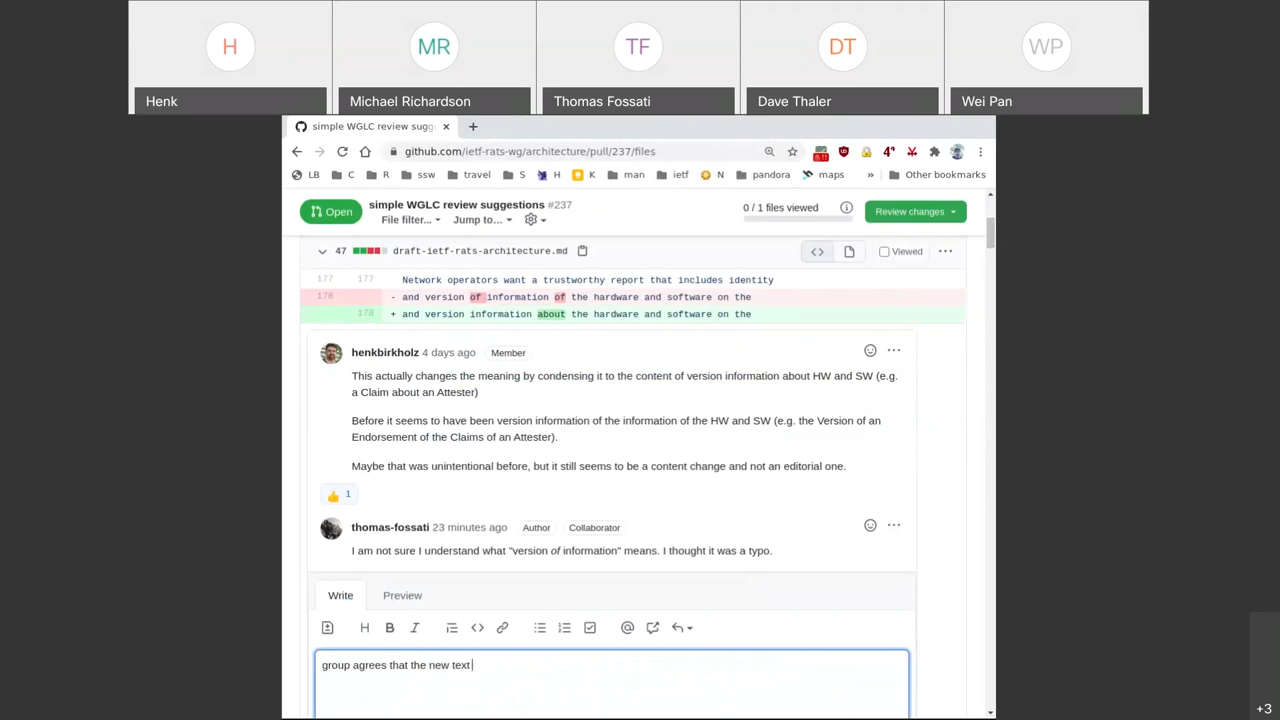 H
MR
TF
DT
WP
Henk
Michael Richardson
Thomas Fossati
Dave Thaler
Wei Pan
simple WGLC review sugg
github.com/ietf-rats-wg/architecture/pull/237/files
LB C R ssw travel S H K man ietf N pandora maps » Other bookmarks
Open
simple WGLC review suggestions #237
File filter... Jump to...
0 / 1 files viewed
Review changes
47 draft-ietf-rats-architecture.md
Viewed
177 177 Network operators want a trustworthy report that includes identity
178 - and version of information of the hardware and software on the
178 + and version information about the hardware and software on the
henkbirkholz 4 days ago Member
This actually changes the meaning by condensing it to the content of version information about HW and SW (e.g.
a Claim about an Attester)
Before it seems to have been version information of the information of the HW and SW (e.g. the Version of an
Endorsement of the Claims of an Attester).
Maybe that was unintentional before, but it still seems to be a content change and not an editorial one.
1
thomas-fossati 23 minutes ago Author Collaborator
I am not sure I understand what "version of information" means. I thought it was a typo.
Write Preview
H B I
group agrees that the new text
+3